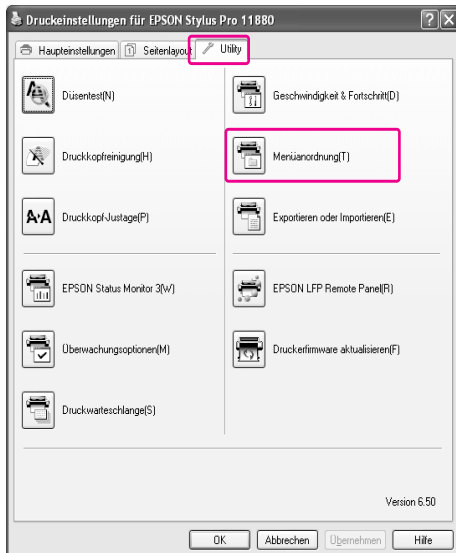 Druckeinstellungen für EPSON Stylus Pro 11880
Haupteinstellungen
Seitenlayout
Utility
Düsentest(N)
Geschwindigkeit & Fortschritt(D)
Druckkopfreinigung(H)
Menüanordnung(T)
Druckkopf-Justage(P)
Exportieren oder Importieren(E)
EPSON Status Monitor 3(W)
EPSON LFP Remote Panel(R)
Überwachungsoptionen(M)
Druckerfirmware aktualisieren(F)
Druckwarteschlange(S)
Version 6.50
OK
Abbrechen
Übernehmen
Hilfe